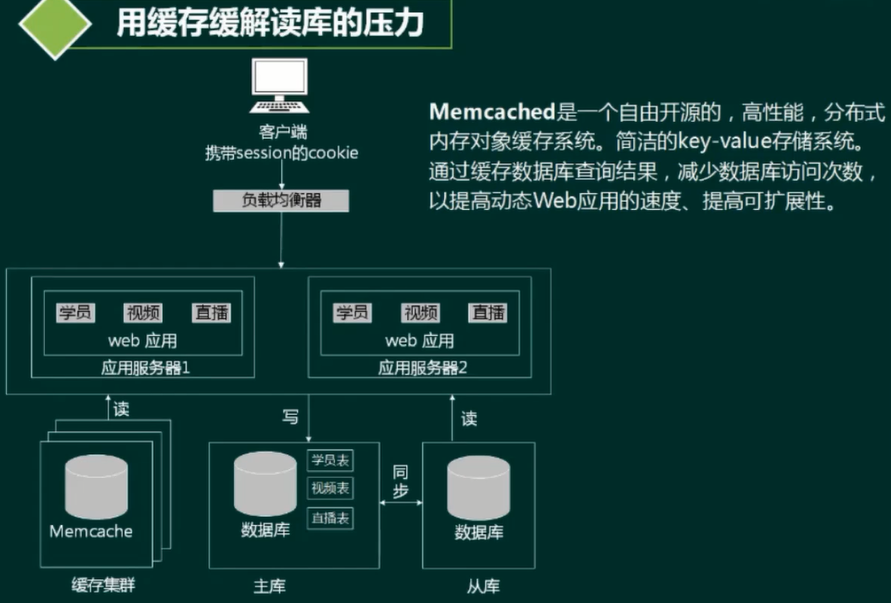 用缓存缓解读库的压力
客户端
携带session的cookie
负载均衡器
Memcached是一个自由开源的，高性能，分布式
内存对象缓存系统。简洁的key-value存储系统。
通过缓存数据库查询结果，减少数据库访问次数，
以提高动态Web应用的速度、提高可扩展性。
学员 视频 直播
web 应用
应用服务器1
学员 视频 直播
web 应用
应用服务器2
读
写
读
Memcache
缓存集群
数据库
学员表
视频表
直播表
主库
同
步
数据库
从库